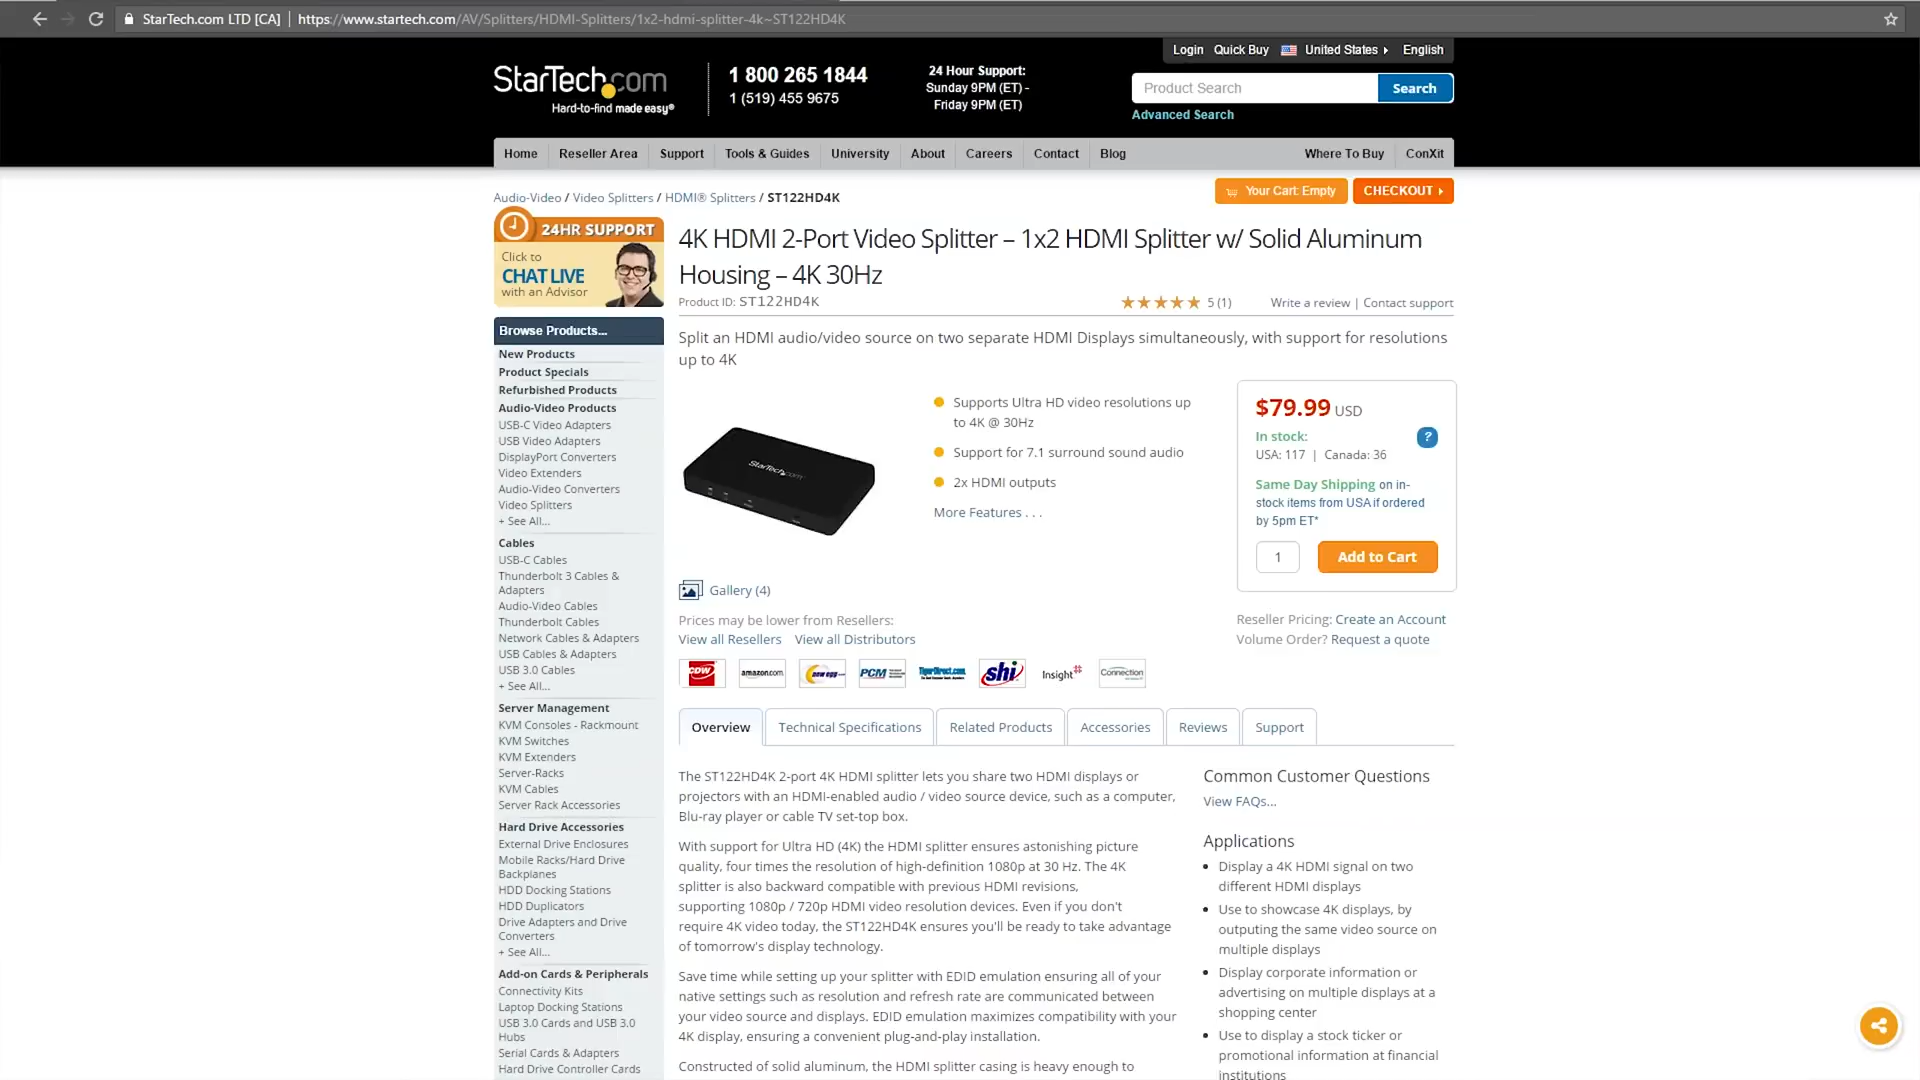 StarTech.com LTD [CA] | https://www.startech.com/AV/Splitters/HDMI-Splitters/1x2-hdmi-splitter-4k~ST122HD4K
Login Quick Buy United States English
StarTech.com
Hard-to-find made easy®
1 800 265 1844
1 (519) 455 9675
24 Hour Support:
Sunday 9PM (ET) -
Friday 9PM (ET)
Product Search Search
Advanced Search
Home Reseller Area Support Tools & Guides University About Careers Contact Blog Where To Buy ConXit
Audio-Video / Video Splitters / HDMI® Splitters / ST122HD4K
Your Cart: Empty CHECKOUT
24HR SUPPORT
Click to
CHAT LIVE
with an Advisor
Browse Products...
New Products
Product Specials
Refurbished Products
Audio-Video Products
USB-C Video Adapters
USB Video Adapters
DisplayPort Converters
Video Extenders
Audio-Video Converters
Video Splitters
+ See All...
Cables
USB-C Cables
Thunderbolt 3 Cables &
Adapters
Audio-Video Cables
Thunderbolt Cables
Network Cables & Adapters
USB Cables & Adapters
USB 3.0 Cables
+ See All...
Server Management
KVM Consoles - Rackmount
KVM Switches
KVM Extenders
Server-Racks
KVM Cables
Server Rack Accessories
Hard Drive Accessories
External Drive Enclosures
Mobile Racks/Hard Drive
Backplanes
HDD Docking Stations
HDD Duplicators
Drive Adapters and Drive
Converters
+ See All...
Add-on Cards & Peripherals
Connectivity Kits
Laptop Docking Stations
USB 3.0 Cards and USB 3.0
Hubs
Serial Cards & Adapters
Hard Drive Controller Cards
4K HDMI 2-Port Video Splitter – 1x2 HDMI Splitter w/ Solid Aluminum
Housing – 4K 30Hz
Product ID: ST122HD4K
5 (1) Write a review | Contact support
Split an HDMI audio/video source on two separate HDMI Displays simultaneously, with support for resolutions
up to 4K
StarTech.com
Supports Ultra HD video resolutions up
to 4K @ 30Hz
Support for 7.1 surround sound audio
2x HDMI outputs
More Features . . .
$79.99 USD
In stock:
?
USA: 117 | Canada: 36
Same Day Shipping on in-
stock items from USA if ordered
by 5pm ET*
1 Add to Cart
Gallery (4)
Prices may be lower from Resellers:
View all Resellers View all Distributors
Reseller Pricing: Create an Account
Volume Order? Request a quote
CDW amazon.com newegg PCM TigerDirect.com shi Insight Connection
Overview Technical Specifications Related Products Accessories Reviews Support
The ST122HD4K 2-port 4K HDMI splitter lets you share two HDMI displays or
projectors with an HDMI-enabled audio / video source device, such as a computer,
Blu-ray player or cable TV set-top box.
With support for Ultra HD (4K) the HDMI splitter ensures astonishing picture
quality, four times the resolution of high-definition 1080p at 30 Hz. The 4K
splitter is also backward compatible with previous HDMI revisions,
supporting 1080p / 720p HDMI video resolution devices. Even if you don't
require 4K video today, the ST122HD4K ensures you'll be ready to take advantage
of tomorrow's display technology.
Save time while setting up your splitter with EDID emulation ensuring all of your
native settings such as resolution and refresh rate are communicated between
your video source and displays. EDID emulation maximizes compatibility with your
4K display, ensuring a convenient plug-and-play installation.
Constructed of solid aluminum, the HDMI splitter casing is heavy enough to
Common Customer Questions
View FAQs...
Applications
Display a 4K HDMI signal on two
different HDMI displays
Use to showcase 4K displays, by
outputting the same video source on
multiple displays
Display corporate information or
advertising on multiple displays at a
shopping center
Use to display a stock ticker or
promotional information at financial
institutions